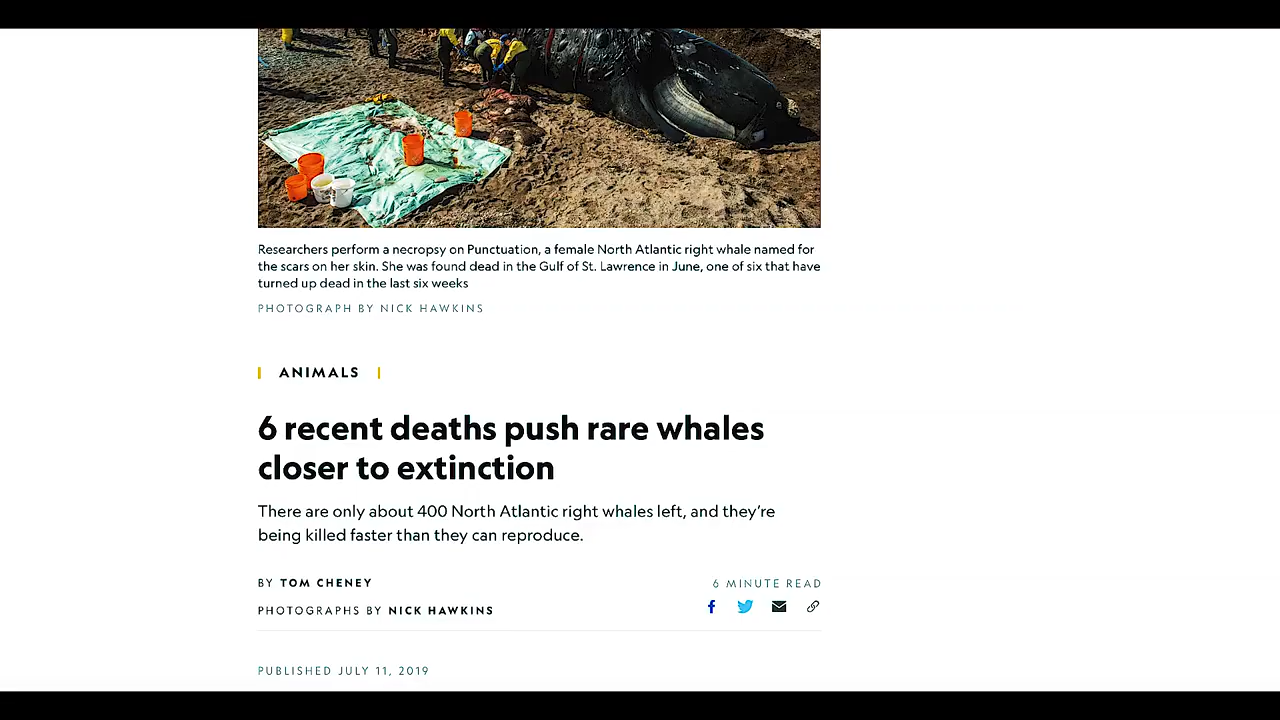 Researchers perform a necropsy on Punctuation, a female North Atlantic right whale named for
the scars on her skin. She was found dead in the Gulf of St. Lawrence in June, one of six that have
turned up dead in the last six weeks
PHOTOGRAPH BY NICK HAWKINS
ANIMALS
6 recent deaths push rare whales
closer to extinction
There are only about 400 North Atlantic right whales left, and they're
being killed faster than they can reproduce.
BY TOM CHENEY
6 MINUTE READ
PHOTOGRAPHS BY NICK HAWKINS
PUBLISHED JULY 11, 2019